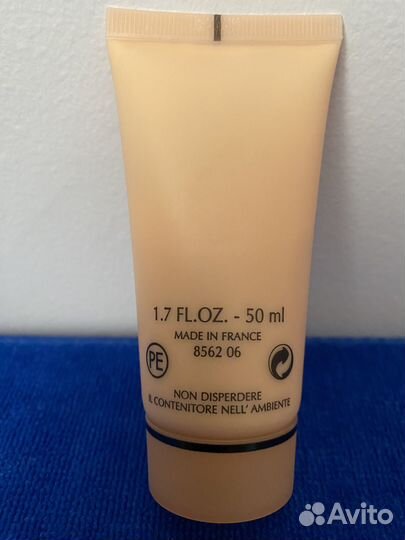 1.7 FL.OZ. - 50 ml
MADE IN FRANCE
8562 06
PE
NON DISPERDERE
IL CONTENITORE NELL' AMBIENTE
Avito